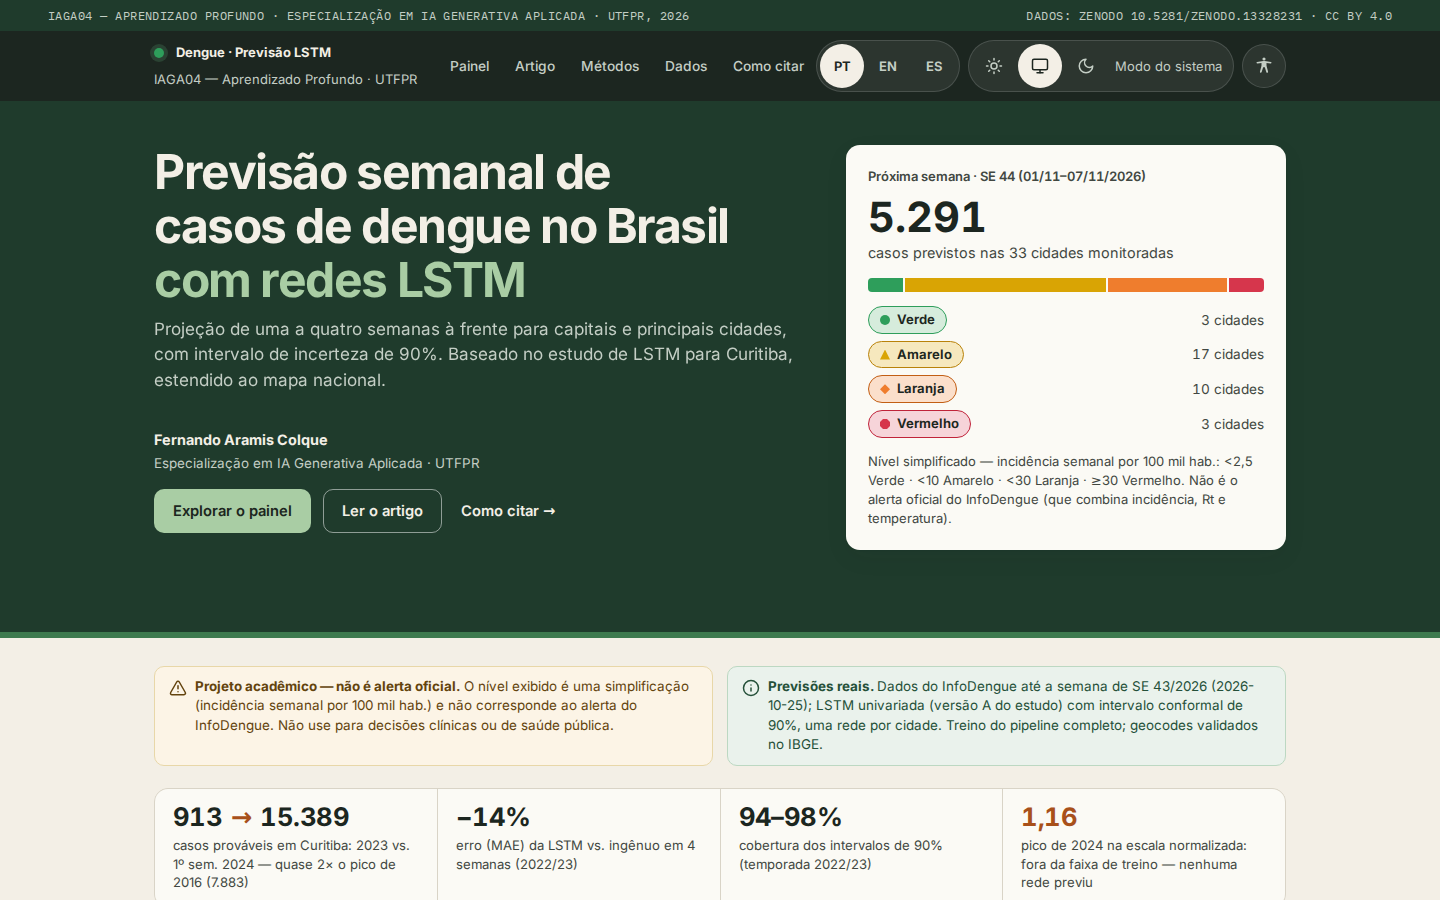 IAGA04 — APRENDIZADO PROFUNDO · ESPECIALIZAÇÃO EM IA GENERATIVA APLICADA · UTFPR, 2026
DADOS: ZENODO 10.5281/ZENODO.13328231 · CC BY 4.0
Dengue · Previsão LSTM
IAGA04 — Aprendizado Profundo · UTFPR
Painel
Artigo
Métodos
Dados
Como citar
PT
EN
ES
Modo do sistema
Previsão semanal de
casos de dengue no Brasil
com redes LSTM
Projeção de uma a quatro semanas à frente para capitais e principais cidades,
com intervalo de incerteza de 90%. Baseado no estudo de LSTM para Curitiba,
estendido ao mapa nacional.
Fernando Aramis Colque
Especialização em IA Generativa Aplicada · UTFPR
Explorar o painel
Ler o artigo
Como citar →
Próxima semana · SE 44 (01/11–07/11/2026)
5.291
casos previstos nas 33 cidades monitoradas
Verde
3 cidades
Amarelo
17 cidades
Laranja
10 cidades
Vermelho
3 cidades
Nível simplificado — incidência semanal por 100 mil hab.: <2,5
Verde · <10 Amarelo · <30 Laranja · ≥30 Vermelho. Não é o
alerta oficial do InfoDengue (que combina incidência, Rt e
temperatura).
Projeto acadêmico — não é alerta oficial. O nível exibido é uma simplificação
(incidência semanal por 100 mil hab.) e não corresponde ao alerta do
InfoDengue. Não use para decisões clínicas ou de saúde pública.
Previsões reais. Dados do InfoDengue até a semana de SE 43/2026 (2026-
10-25); LSTM univariada (versão A do estudo) com intervalo conformal de
90%, uma rede por cidade. Treino do pipeline completo; geocodes validados
no IBGE.
913 → 15.389
casos prováveis em Curitiba: 2023 vs.
1º sem. 2024 — quase 2× o pico de
2016 (7.883)
−14%
erro (MAE) da LSTM vs. ingênuo em 4
semanas (2022/23)
94–98%
cobertura dos intervalos de 90%
(temporada 2022/23)
1,16
pico de 2024 na escala normalizada:
fora da faixa de treino — nenhuma
rede previu